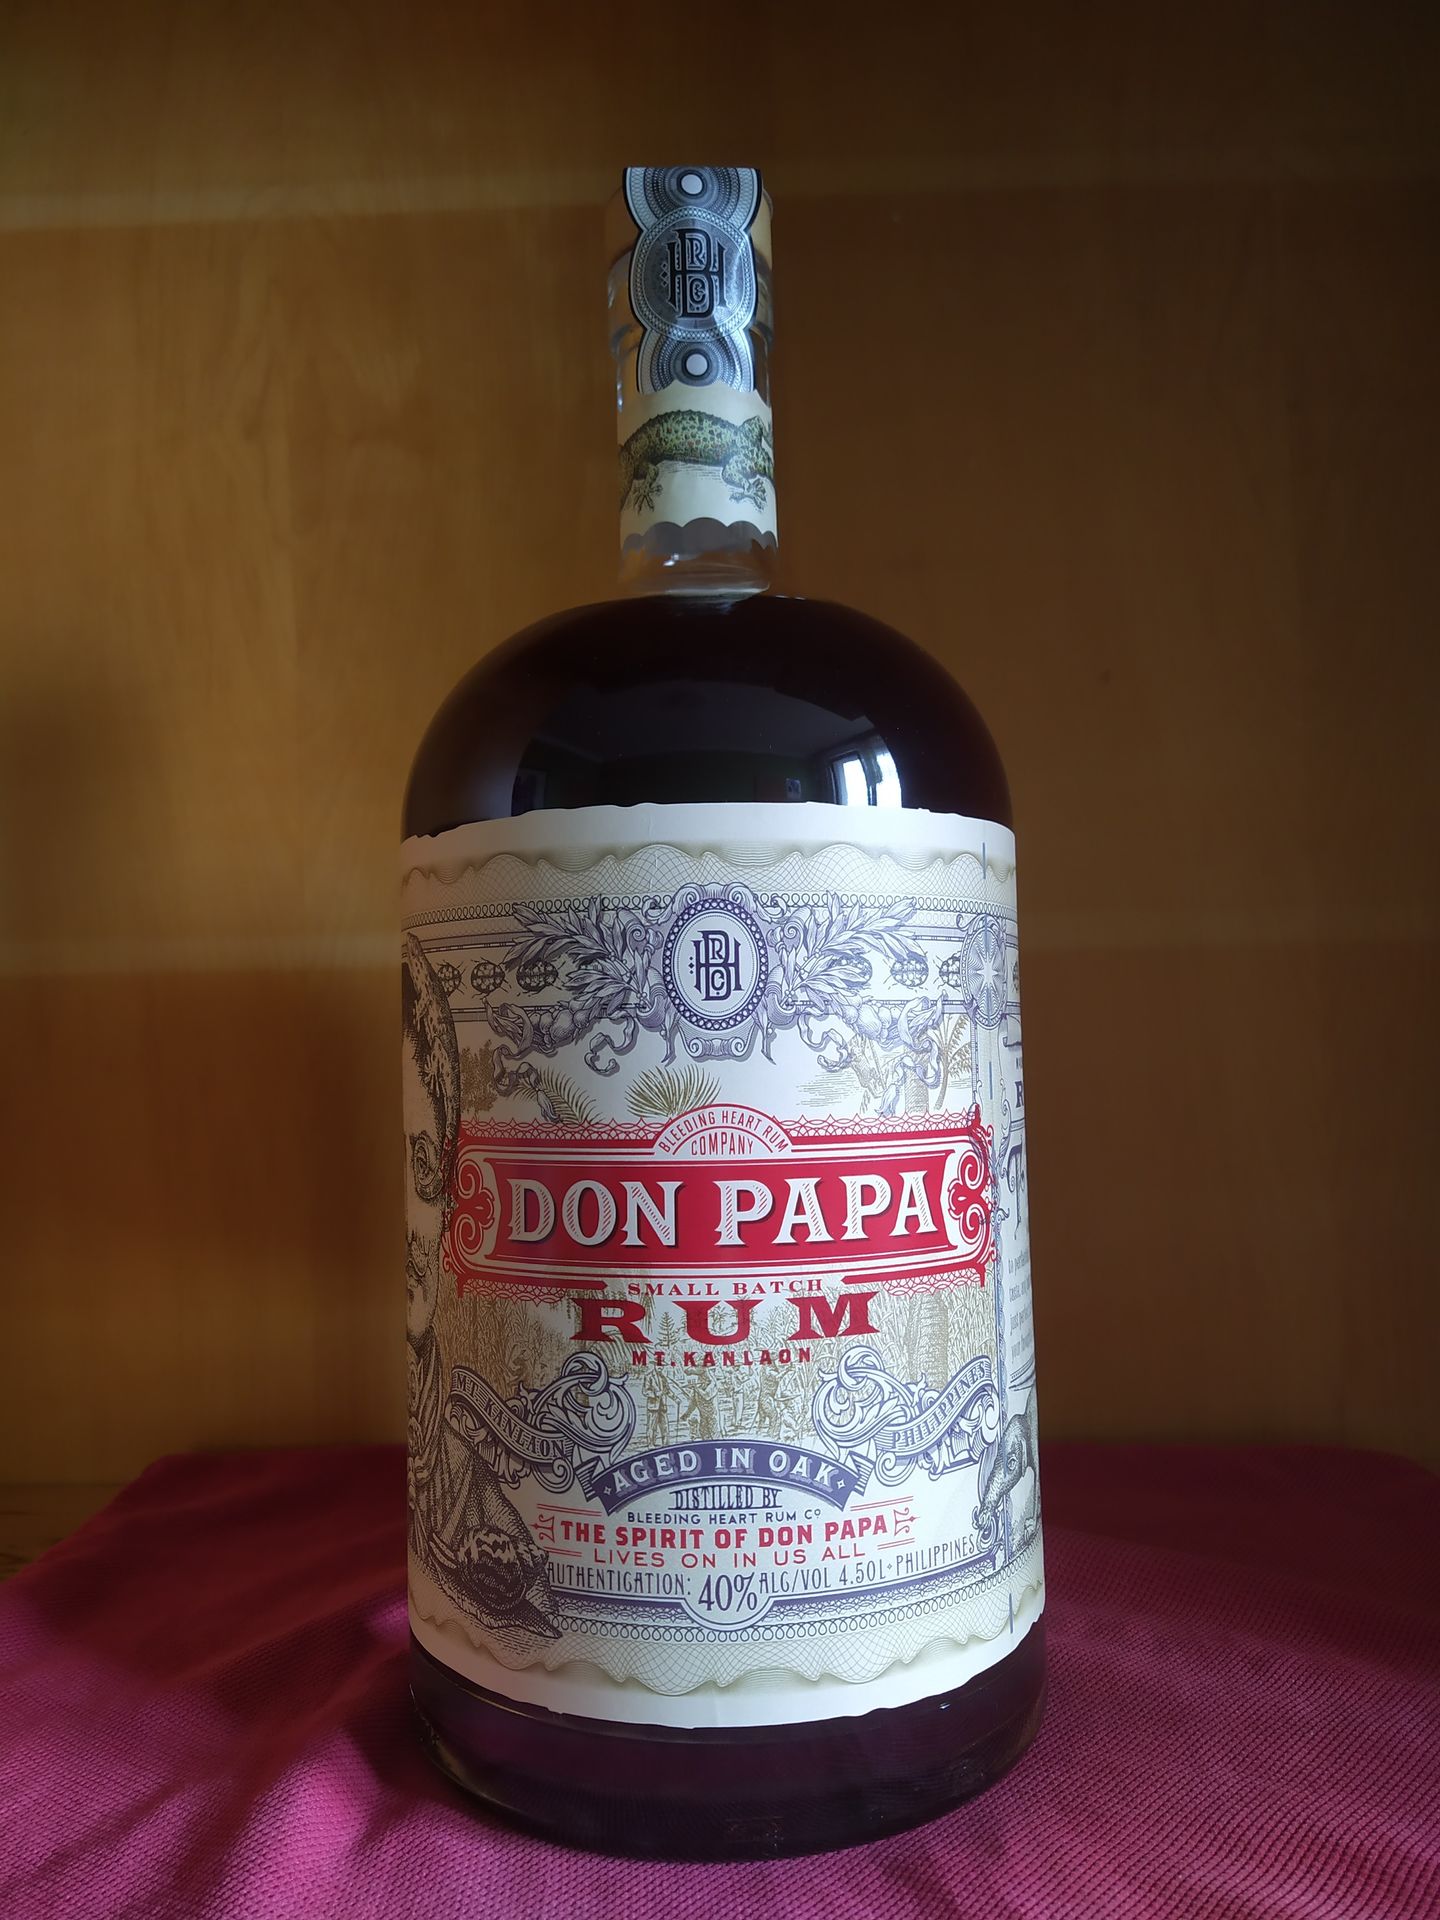 BHRC
BHRC
BLEEDING HEART RUM
COMPANY
DON PAPA
SMALL BATCH
RUM
MT. KANLAON
MT. KANLAON
PHILIPPINES
AGED IN OAK
DISTILLED BY
BLEEDING HEART RUM Cº
THE SPIRIT OF DON PAPA
LIVES ON IN US ALL
AUTHENTICATION: 40% ALC/VOL 4.50L PHILIPPINES